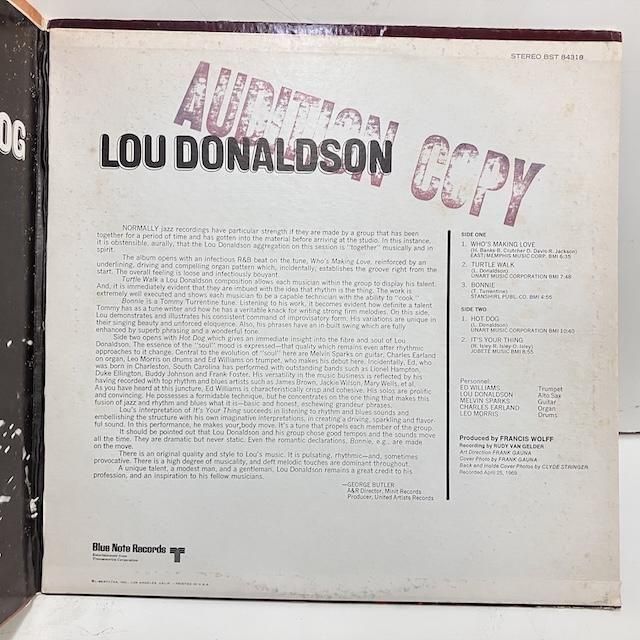 OG
STEREO BST 84318
AUDITION COPY
LOU DONALDSON
NORMALLY jazz recordings have particular strength if they are made by a group that has been
together for a period of time and has gotten into the material before arriving at the studio. In this instance,
it is obstensible, aurally, that the Lou Donaldson aggregation on this session is "together" musically and in
spirit.
The album opens with an infectious R&B beat on the tune, Who's Making Love, reinforced by an
underlining, driving and compelling organ pattern which, incidentally, establishes the groove right from the
start. The overall feeling is loose and infectiously bouyant.
Turtle Walk a Lou Donaldson composition allows each musician within the group to display his talent.
And, it is immediately evident that they are imbued with the idea that rhythm is the thing. The work is
extremely well executed and shows each musician to be a capable technician with the ability to "cook."
Bonnie is a Tommy Turrentine tune. Listening to his work, it becomes evident how definite a talent
Tommy has as a tune writer and how he has a veritable knack for writing strong firm melodies. On this side,
Lou demonstrates and illustrates his consistent command of improvisatory form. His variations are unique in
their singing beauty and unforced eloquence. Also, his phrases have an in-built swing which are fully
enhanced by superb phrasing and a wonderful tone.
Side two opens with Hot Dog which gives an immediate insight into the fibre and soul of Lou
Donaldson. The essence of the "soul" mood is expressed—that quality which remains even after rhythmic
approaches to it change. Central to the evolution of "soul" here are Melvin Sparks on guitar, Charles Earland
on organ, Leo Morris on drums and Ed Williams on trumpet, who makes his debut here. Incidentally, Ed, who
was born in Charleston, South Carolina has performed with outstanding bands such as Lionel Hampton,
Duke Ellington, Buddy Johnson and Frank Foster. His versatility in the music business is reflected by his
having recorded with top rhythm and blues artists such as James Brown, Jackie Wilson, Mary Wells, et al.
As you have heard at this juncture, Ed Williams is characteristically crisp and cohesive. His solos are prolific
and convincing. He possesses a formidable technique, but he concentrates on the one thing that makes this
fusion of jazz and rhythm and blues what it is—basic and honest, eschewing grandeur phrases.
Lou's interpretation of It's Your Thing succeeds in listening to rhythm and blues sounds and
embellishing the structure with his own imaginative interpretations, in creating a driving, sparkling and flavor-
ful sound. In this performance, he makes your body move. It's a tune that propels each member of the group.
It should be pointed out that Lou Donaldson and his group chose good tempos and the sounds move
all the time. They are dramatic but never static. Even the romantic declarations, Bonnie, e.g., are made
on the move.
There is an original quality and style to Lou's music. It is pulsating, rhythmic—and, sometimes
provocative. There is a high degree of musicality, and deft melodic touches are dominant throughout.
A unique talent, a modest man, and a gentleman, Lou Donaldson remains a great credit to his
profession, and an inspiration to his fellow musicians.
—GEORGE BUTLER
A&R Director, Minit Records
Producer, United Artists Records
SIDE ONE
1. WHO'S MAKING LOVE
(H. Banks-B. Crutcher-D. Davis-R. Jackson)
EAST/MEMPHIS MUSIC CORP. BMI 6:35
2. TURTLE WALK
(L. Donaldson)
UNART MUSIC CORPORATION BMI 7:48
3. BONNIE
(T. Turrentine)
STANSHIRL PUBL. CO. BMI 4:55
SIDE TWO
1. HOT DOG
(L. Donaldson)
UNART MUSIC CORPORATION BMI 10:40
2. IT'S YOUR THING
(R. Isley-R. Isley-O. Isley)
JOBETE MUSIC BMI 8:55
Personnel:
ED WILLIAMS Trumpet
LOU DONALDSON Alto Sax
MELVIN SPARKS Guitar
CHARLES EARLAND Organ
LEO MORRIS Drums
Produced by FRANCIS WOLFF
Recording by RUDY VAN GELDER
Art Direction FRANK GAUNA
Cover Photo by FRANK GAUNA
Back and Inside Cover Photos by CLYDE STRINGER
Recorded April 25, 1969
Blue Note Records
Entertainment from
Transamerica Corporation